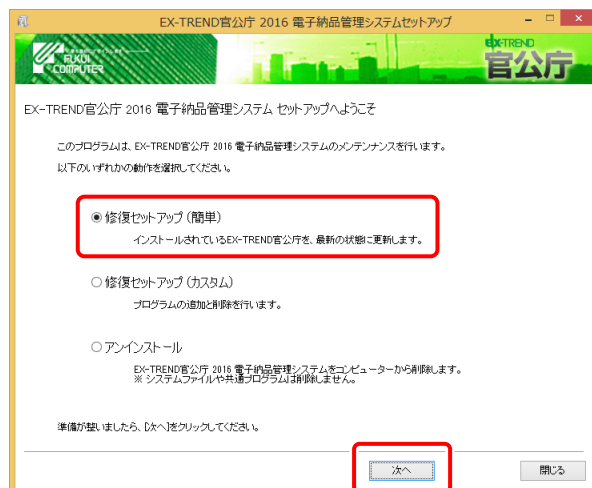 EX-TREND官公庁 2016 電子納品管理システムセットアップ
FUKUI
COMPUTER
EX-TREND
官公庁
EX-TREND官公庁 2016 電子納品管理システム セットアップへようこそ
このプログラムは、EX-TREND官公庁 2016 電子納品管理システムのメンテナンスを行います。
以下のいずれかの動作を選択してください。
修復セットアップ(簡単)
インストールされているEX-TREND官公庁を、最新の状態に更新します。
修復セットアップ(カスタム)
プログラムの追加と削除を行います。
アンインストール
EX-TREND官公庁 2016 電子納品管理システムをコンピューターから削除します。
※ システムファイルや共通プログラムは削除しません。
準備が整いましたら、[次へ]をクリックしてください。
次へ
閉じる